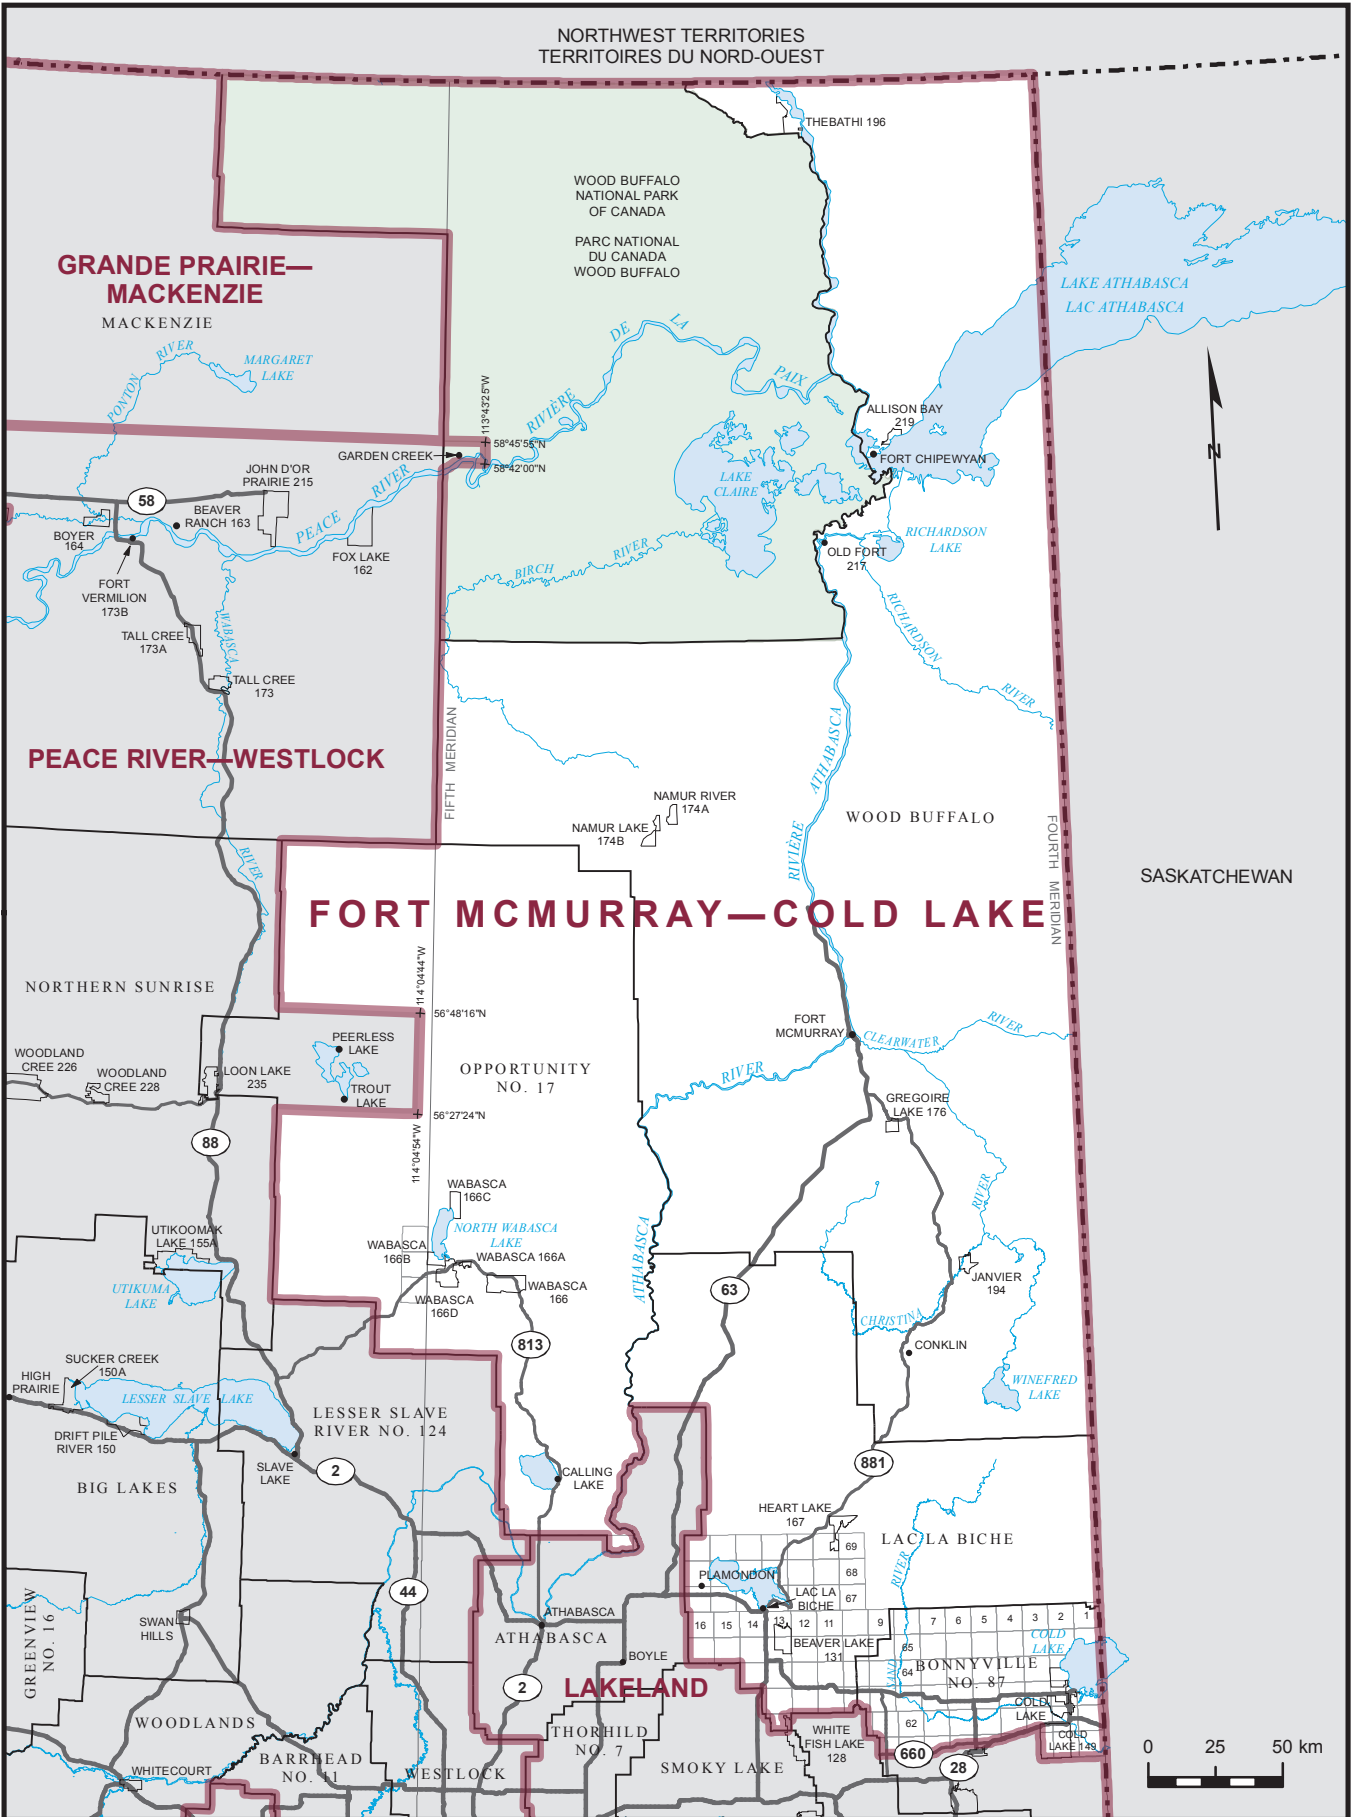 NORTHWEST TERRITORIES
TERRITOIRES DU NORD-OUEST
THEBATHI 196
WOOD BUFFALO
NATIONAL PARK
OF CANADA
PARC NATIONAL
DU CANADA
WOOD BUFFALO
GRANDE PRAIRIE—
MACKENZIE
MACKENZIE
LAKE ATHABASCA
LAC ATHABASCA
PONTON
RIVER
MARGARET
LAKE
RIVIÈRE
DE
LA
PAIX
113°43'25"W
58°45'55"N
58°42'00"N
GARDEN CREEK
ALLISON BAY
219
FORT CHIPEWYAN
N
JOHN D'OR
PRAIRIE 215
58
BEAVER
RANCH 163
BOYER
164
PEACE
RIVER
FOX LAKE
162
FORT
VERMILION
173B
LAKE
CLAIRE
RICHARDSON
LAKE
OLD FORT
217
BIRCH
RIVER
RICHARDSON
RIVER
TALL CREE
173A
WABASCA
TALL CREE
173
PEACE RIVER—WESTLOCK
FIFTH MERIDIAN
ATHABASCA
RIVIÈRE
NAMUR RIVER
174A
NAMUR LAKE
174B
WOOD BUFFALO
FOURTH MERIDIAN
RIVER
SASKATCHEWAN
FORT MCMURRAY—COLD LAKE
NORTHERN SUNRISE
114°04'44"W
56°48'16"N
FORT
MCMURRAY
CLEARWATER
RIVER
PEERLESS
LAKE
TROUT
LAKE
WOODLAND
CREE 226
WOODLAND
CREE 228
LOON LAKE
235
OPPORTUNITY
NO. 17
RIVER
GREGOIRE
LAKE 176
56°27'24"N
114°04'54"W
88
WABASCA
166C
NORTH WABASCA
LAKE
WABASCA
166B
WABASCA 166A
WABASCA
166
WABASCA
166D
UTIKOOMAK
LAKE 155A
UTIKUMA
LAKE
ATHABASCA
RIVER
63
JANVIER
194
CHRISTINA
CONKLIN
WINEFRED
LAKE
813
SUCKER CREEK
150A
HIGH
PRAIRIE
LESSER SLAVE LAKE
LESSER SLAVE
RIVER NO. 124
DRIFT PILE
RIVER 150
SLAVE
LAKE
2
BIG LAKES
CALLING
LAKE
881
HEART LAKE
167
LAC LA BICHE
69
68
67
PLAMONDON
LAC LA
BICHE
RIVER
GREENVIEW
NO. 16
44
SWAN
HILLS
ATHABASCA
ATHABASCA
16
15
14
13
12
11
9
7
6
5
4
3
2
1
BEAVER LAKE
131
65
64
62
COLD
LAKE
SAND
BONNYVILLE
NO. 87
BOYLE
2
LAKELAND
COLD
LAKE
COLD
LAKE 149
WOODLANDS
THORHILD
NO. 7
WHITE
FISH LAKE
128
660
28
BARRHEAD
NO. 11
WESTLOCK
SMOKY LAKE
WHITECOURT
0 25 50 km